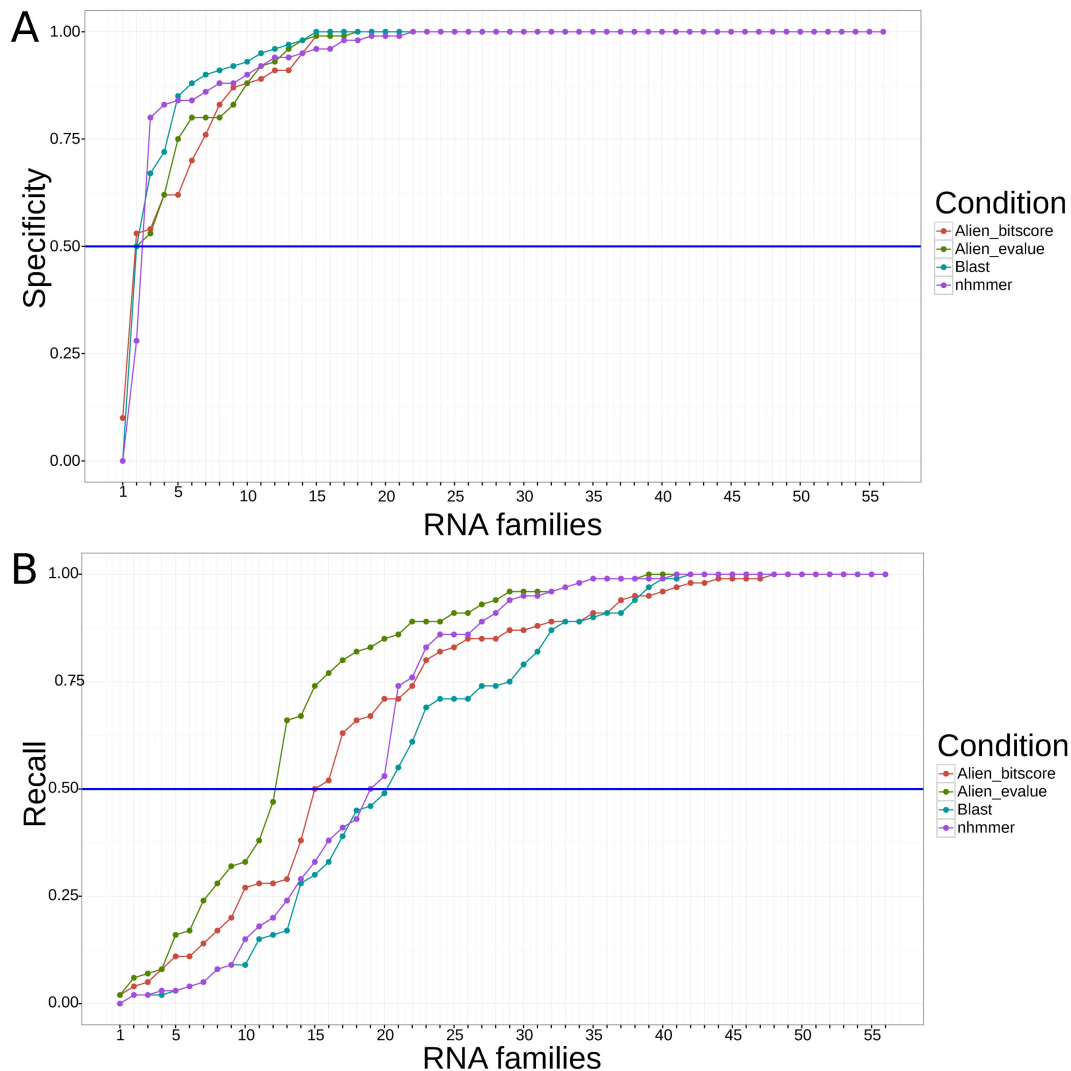 A
1.00
0.75
0.50
0.25
0.00
Specificity
1 5 10 15 20 25 30 35 40 45 50 55
RNA families
Condition
Alien_bitscore
Alien_evalue
Blast
nhmmer
B
1.00
0.75
0.50
0.25
0.00
Recall
1 5 10 15 20 25 30 35 40 45 50 55
RNA families
Condition
Alien_bitscore
Alien_evalue
Blast
nhmmer